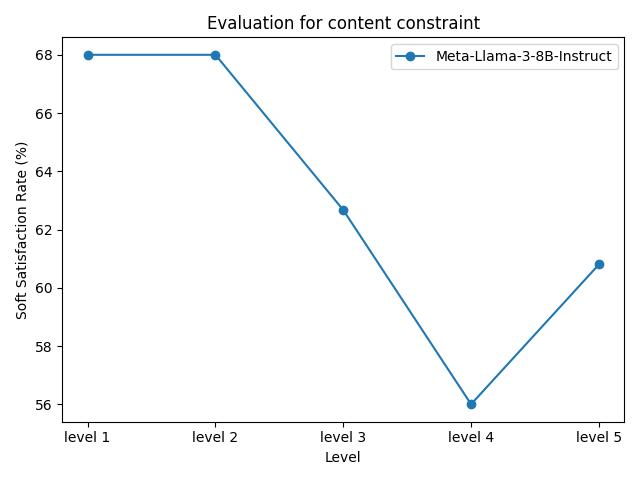 Evaluation for content constraint
Meta-Llama-3-8B-Instruct
Soft Satisfaction Rate (%)
68
66
64
62
60
58
56
level 1 level 2 level 3 level 4 level 5
Level